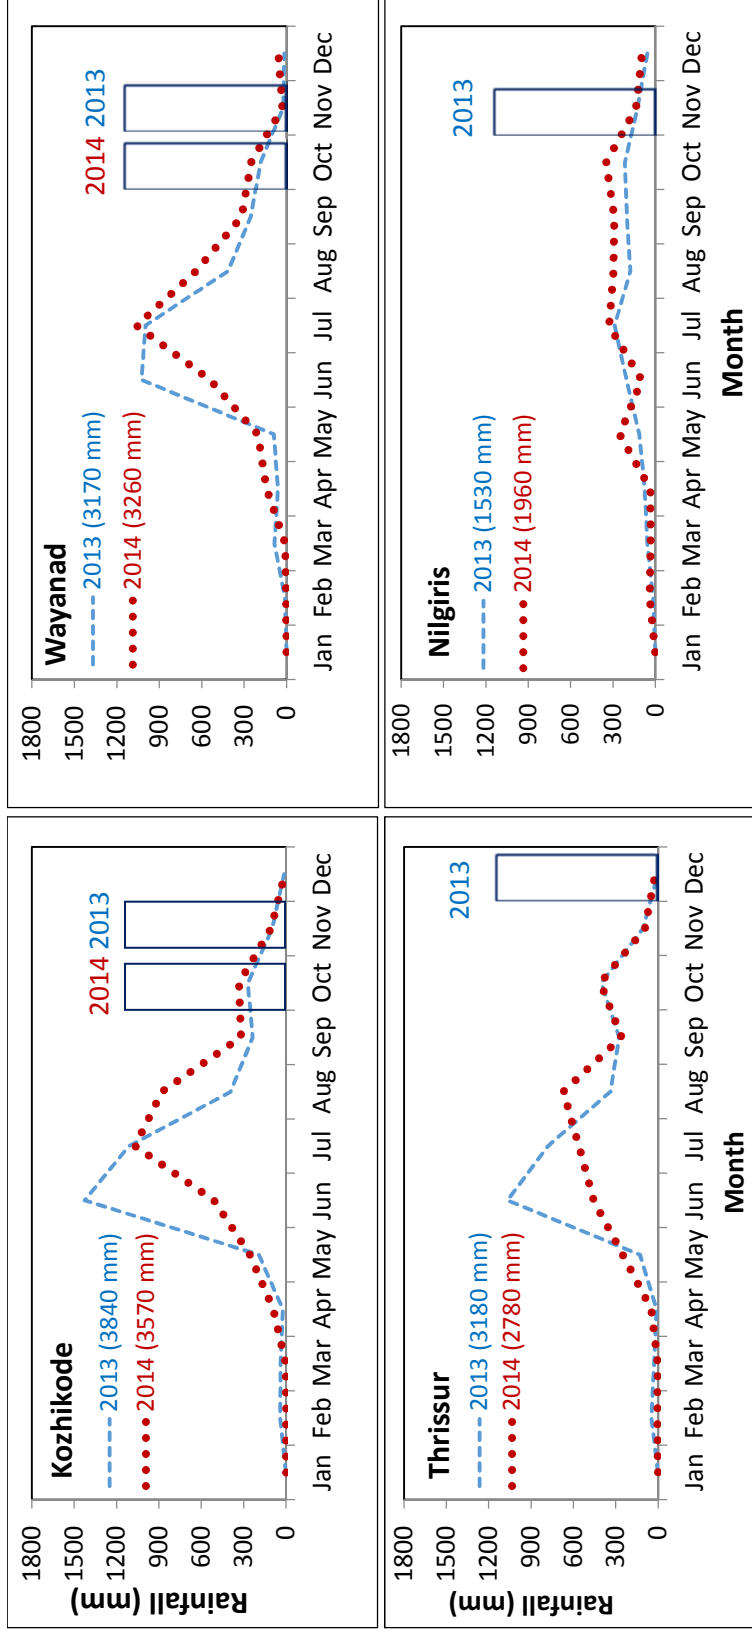 Kozhikode
2013 (3840 mm)
2014 (3570 mm)
2014 2013
1800
1500
1200
900
600
300
0
Rainfall (mm)
Jan Feb Mar Apr May Jun Jul Aug Sep Oct Nov Dec
Wayanad
2013 (3170 mm)
2014 (3260 mm)
2014 2013
1800
1500
1200
900
600
300
0
Jan Feb Mar Apr May Jun Jul Aug Sep Oct Nov Dec
Thrissur
2013 (3180 mm)
2014 (2780 mm)
2013
1800
1500
1200
900
600
300
0
Rainfall (mm)
Jan Feb Mar Apr May Jun Jul Aug Sep Oct Nov Dec
Month
Nilgiris
2013 (1530 mm)
2014 (1960 mm)
2013
1800
1500
1200
900
600
300
0
Jan Feb Mar Apr May Jun Jul Aug Sep Oct Nov Dec
Month